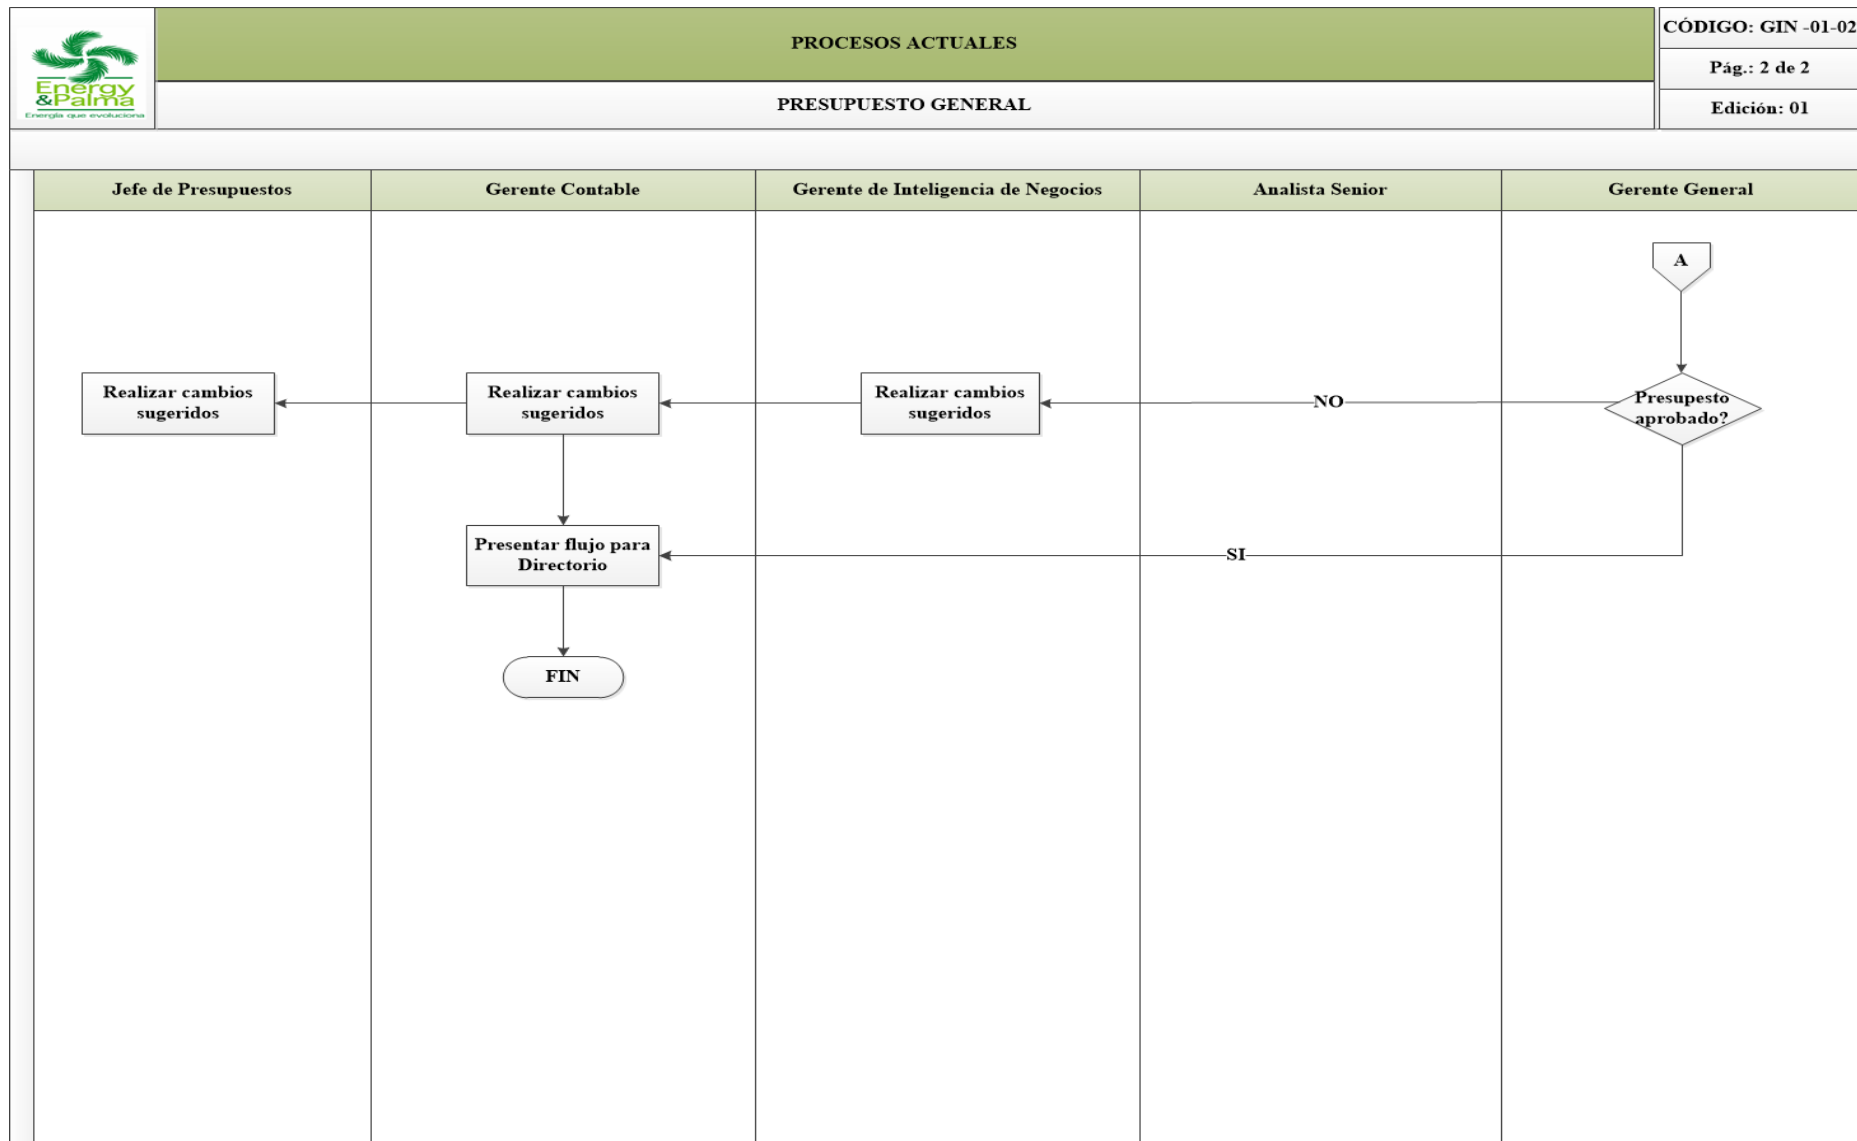 Energy
&Palma
Energía que evoluciona
PROCESOS ACTUALES
PRESUPUESTO GENERAL
CÓDIGO: GIN -01-02
Pág.: 2 de 2
Edición: 01
Jefe de Presupuestos
Gerente Contable
Gerente de Inteligencia de Negocios
Analista Senior
Gerente General
A
Realizar cambios
sugeridos
Realizar cambios
sugeridos
Realizar cambios
sugeridos
NO
Presupesto
aprobado?
Presentar flujo para
Directorio
SI
FIN